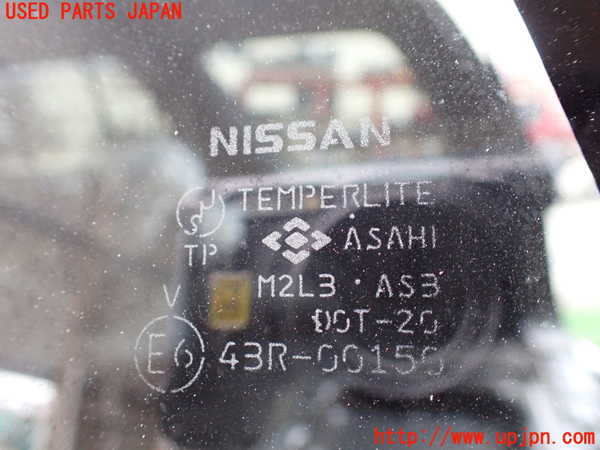 USED PARTS JAPAN
NISSAN
TEMPERLITE
TP ASAHI
M2L3 · AS3
V
DOT-20
E6 43R-00156
http://www.upjpn.com/